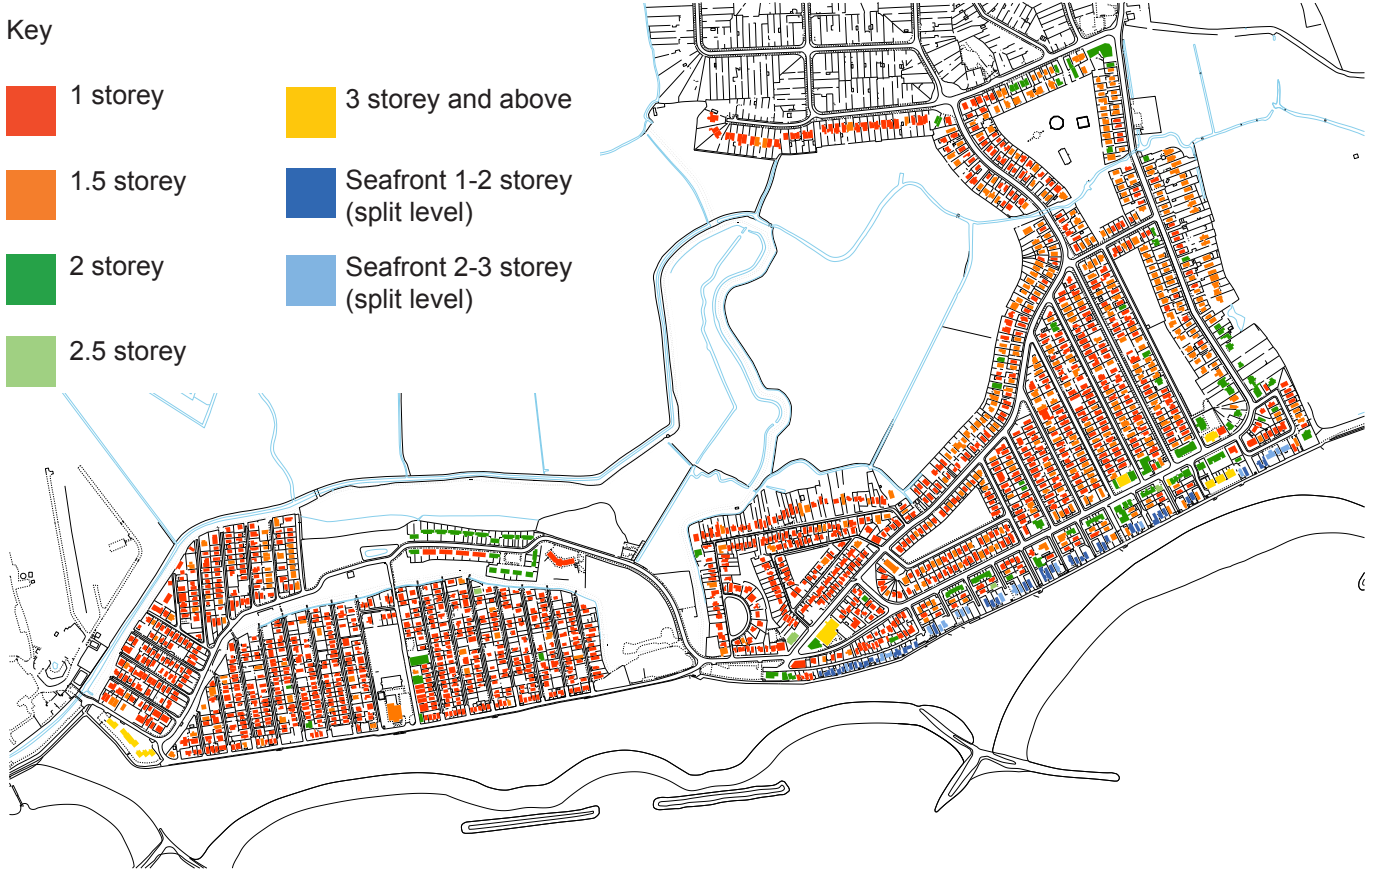 Key
1 storey
1.5 storey
2 storey
2.5 storey
3 storey and above
Seafront 1-2 storey
(split level)
Seafront 2-3 storey
(split level)